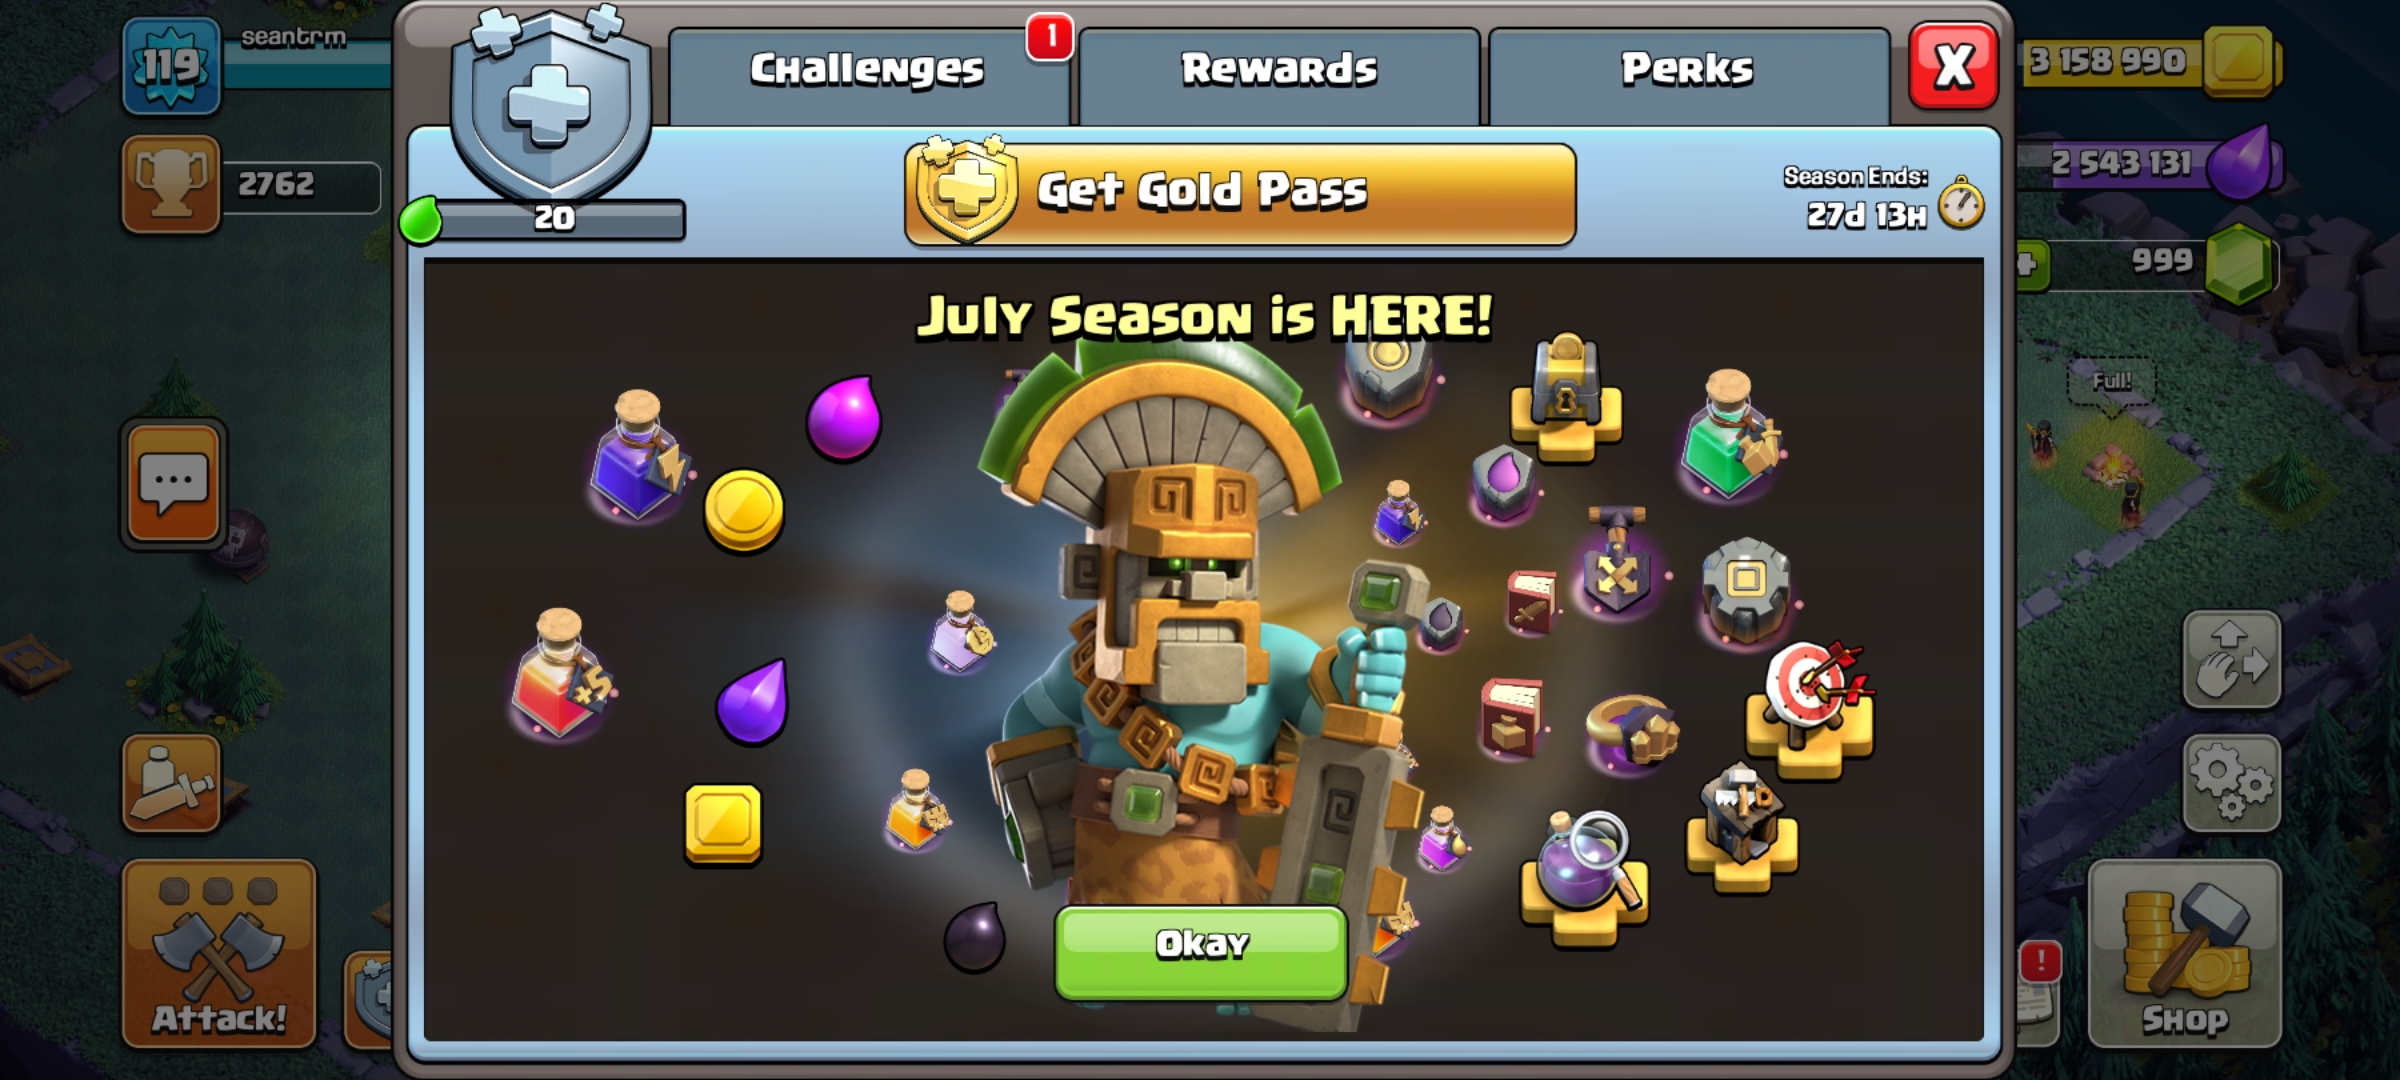 119
seantrm
2762
Challenges
1
Rewards
Perks
X
3 158 990
2 543 131
999
20
Get Gold Pass
Season Ends:
27d 13H
July Season is HERE!
Full!
+5
Okay
Attack!
!
Shop